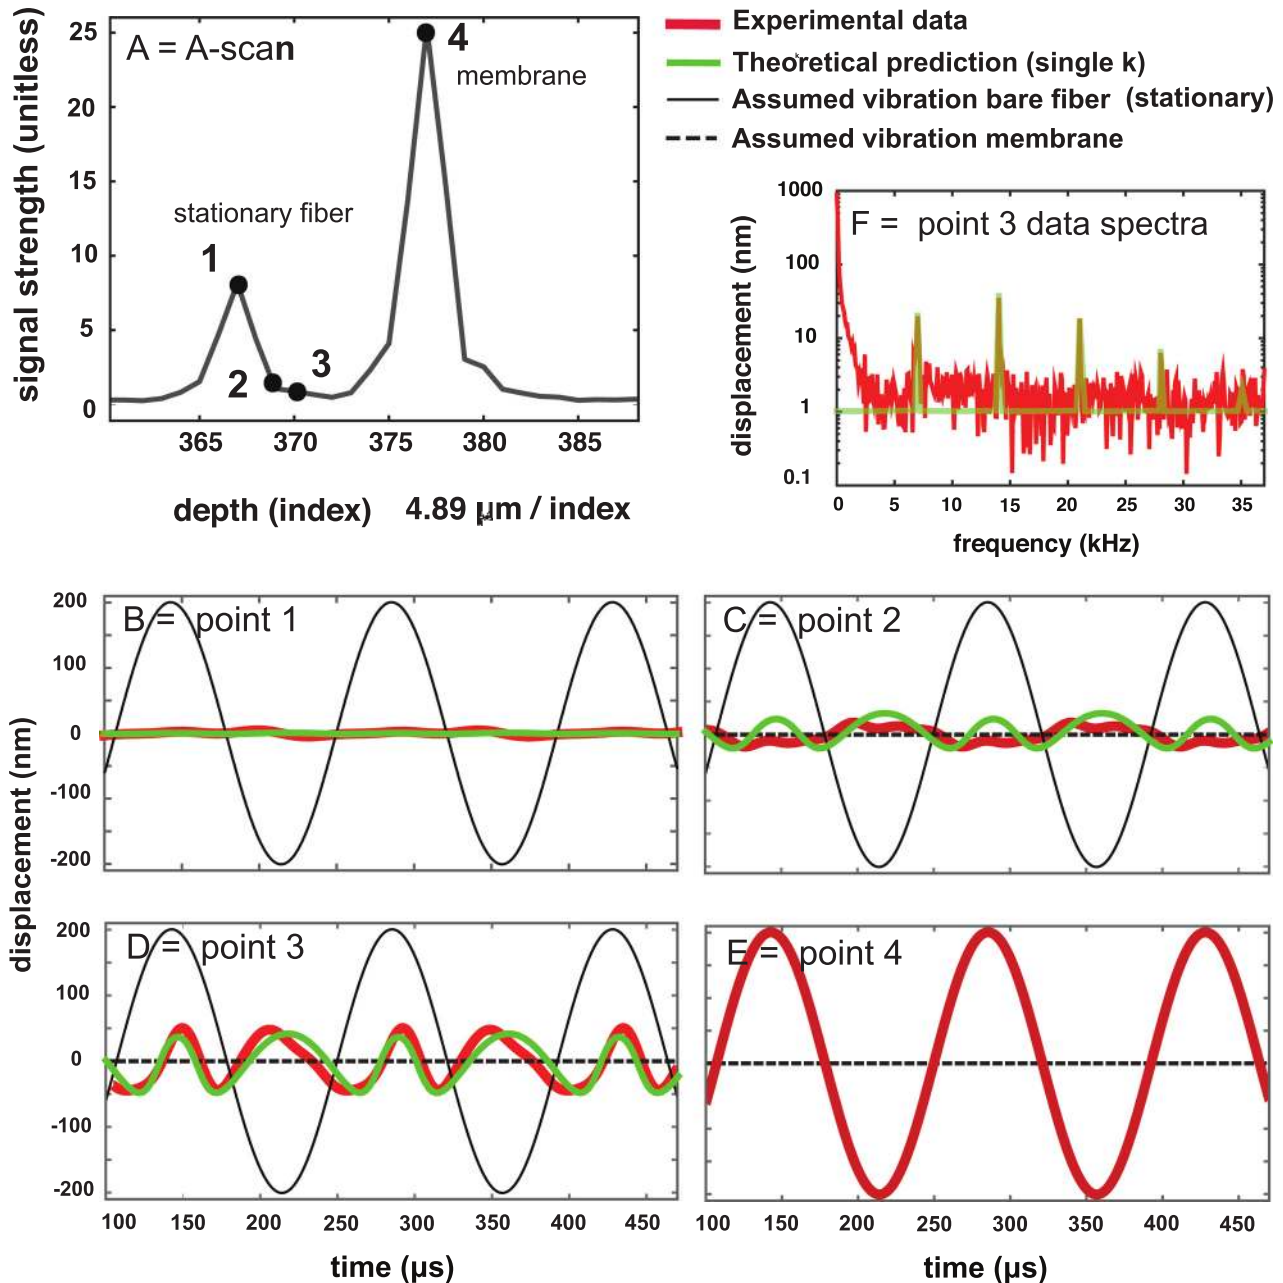 A = A-scan
signal strength (unitless)
25
20
15
10
5
0
4
membrane
stationary fiber
1
2
3
365
370
375
380
385
depth (index) 4.89 µm / index
Experimental data
Theoretical prediction (single k)
Assumed vibration bare fiber (stationary)
Assumed vibration membrane
F = point 3 data spectra
displacement (nm)
1000
100
10
1
0.1
0 5 10 15 20 25 30 35
frequency (kHz)
displacement (nm)
B = point 1
200
100
0
-100
-200
C = point 2
D = point 3
200
100
0
-100
-200
100 150 200 250 300 350 400 450
time (µs)
E = point 4
100 150 200 250 300 350 400 450
time (µs)